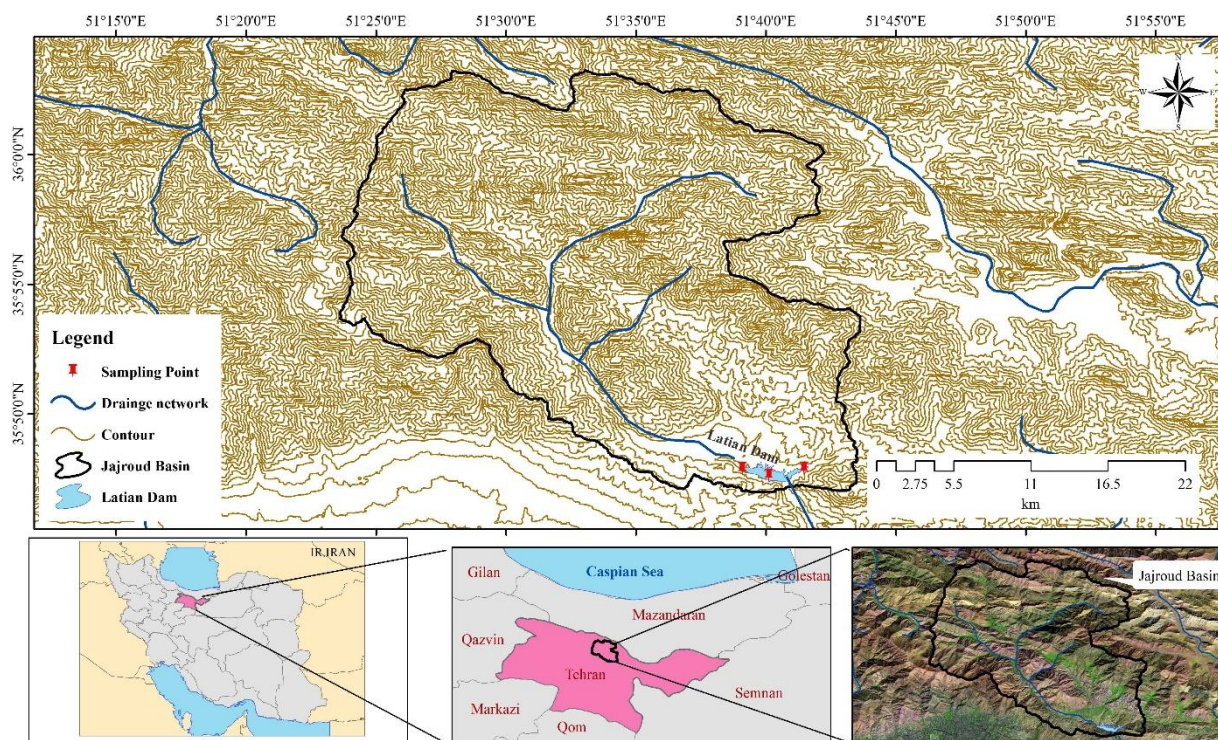 51°15'0"E 51°20'0"E 51°25'0"E 51°30'0"E 51°35'0"E 51°40'0"E 51°45'0"E 51°50'0"E 51°55'0"E
36°0'0"N
35°55'0"N
35°50'0"N
N
W E
S
Legend
Sampling Point
Drainge network
Contour
Jajroud Basin
Latian Dam
Latian Dam
0 2.75 5.5 11 16.5 22
km
IR.IRAN
Gilan
Caspian Sea
Golestan
Mazandaran
Qazvin
Tehran
Semnan
Markazi
Qom
Jajroud Basin